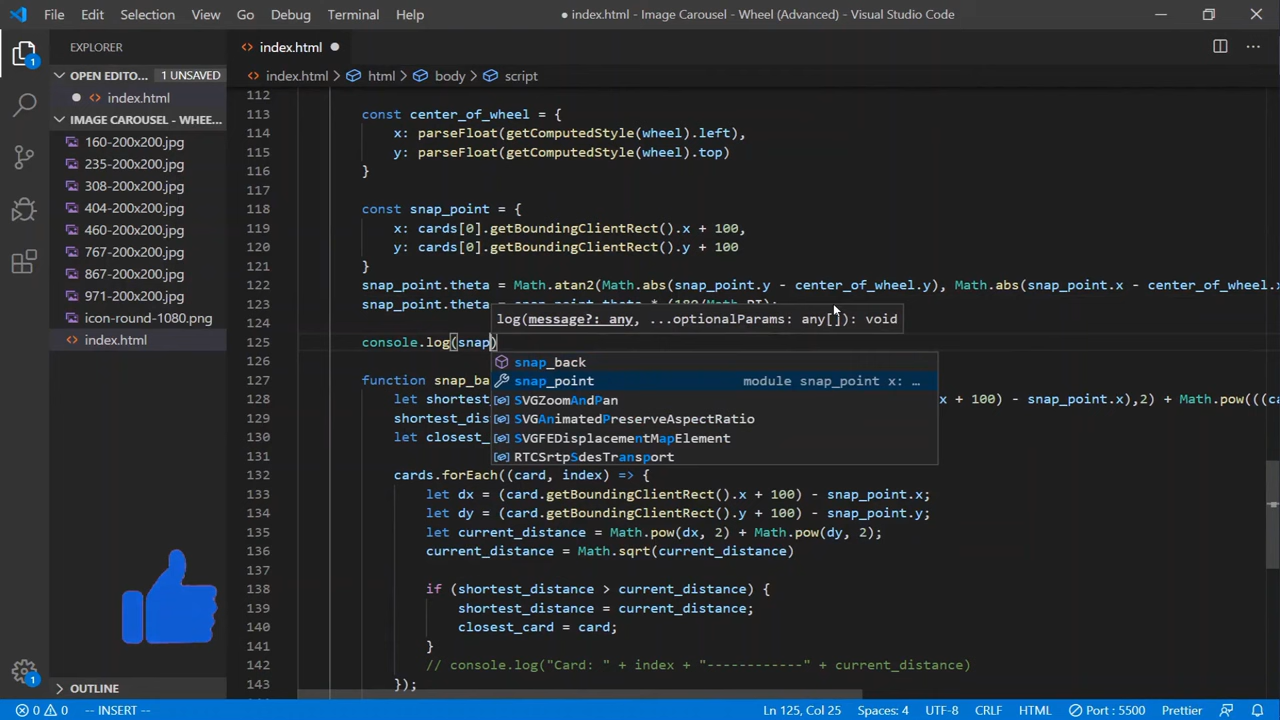 File Edit Selection View Go Debug Terminal Help
● index.html - Image Carousel - Wheel (Advanced) - Visual Studio Code
EXPLORER
1
OPEN EDITO... 1 UNSAVED
● <> index.html
IMAGE CAROUSEL - WHEE...
160-200x200.jpg
235-200x200.jpg
308-200x200.jpg
404-200x200.jpg
460-200x200.jpg
767-200x200.jpg
867-200x200.jpg
971-200x200.jpg
icon-round-1080.png
<> index.html
OUTLINE
1
<> index.html ●
<> index.html > html > body > script
112
113 const center_of_wheel = {
114 x: parseFloat(getComputedStyle(wheel).left),
115 y: parseFloat(getComputedStyle(wheel).top)
116 }
117
118 const snap_point = {
119 x: cards[0].getBoundingClientRect().x + 100,
120 y: cards[0].getBoundingClientRect().y + 100
121 }
122 snap_point.theta = Math.atan2(Math.abs(snap_point.y - center_of_wheel.y), Math.abs(snap_point.x - center_of_whe
123 snap_point.theta = snap_point.theta * (180/Math.PI);
124
log(message?: any, ...optionalParams: any[]): void
125 console.log(snap)
126
snap_back
snap_point module snap_point x: …
SVGZoomAndPan
SVGAnimatedPreserveAspectRatio
SVGFEDisplacementMapElement
RTCSrtpSdesTransport
127 function snap_ba
128 let shortes x + 100) - snap_point.x),2) + Math.pow(((ca
129 shortest_dis
130 let closest_
132 cards.forEach((card, index) => {
133 let dx = (card.getBoundingClientRect().x + 100) - snap_point.x;
134 let dy = (card.getBoundingClientRect().y + 100) - snap_point.y;
135 let current_distance = Math.pow(dx, 2) + Math.pow(dy, 2);
136 current_distance = Math.sqrt(current_distance)
137
138 if (shortest_distance > current_distance) {
139 shortest_distance = current_distance;
140 closest_card = card;
141 }
142 // console.log("Card: " + index + "------------" + current_distance)
143 });
0 0 -- INSERT -- Ln 125, Col 25 Spaces: 4 UTF-8 CRLF HTML Port : 5500 Prettier